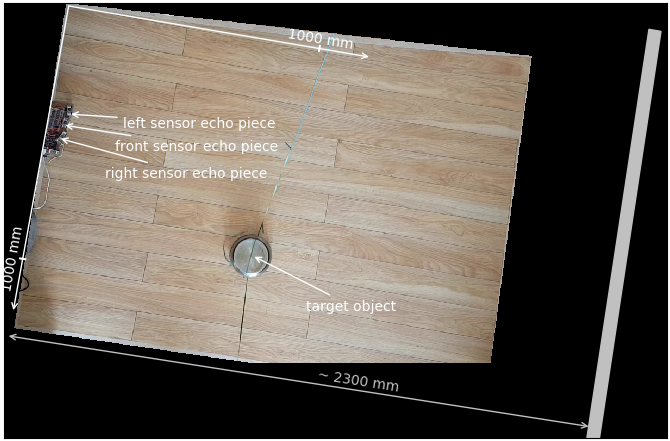 1000 mm
left sensor echo piece
front sensor echo piece
right sensor echo piece
1000 mm
target object
~ 2300 mm